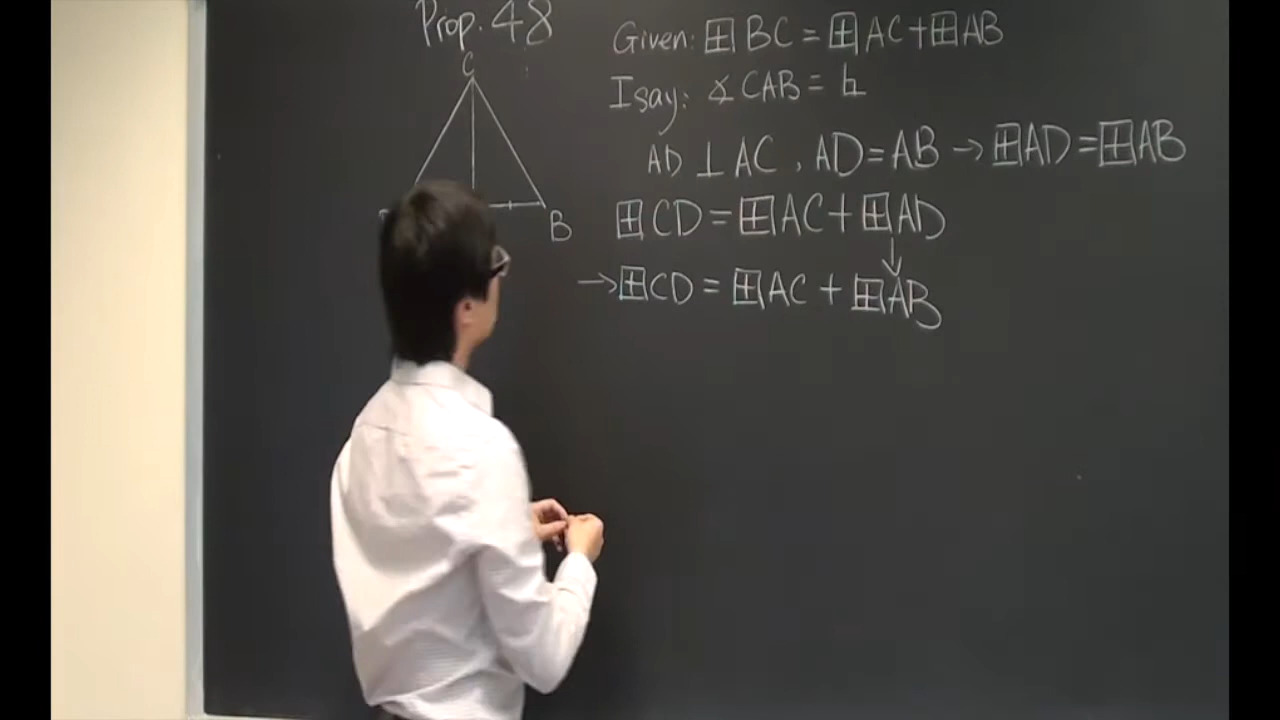 Prop. 48
Given: ⊞ BC = ⊞ AC + ⊞ AB
I say: ∡ CAB = ⊾
AD ⊥ AC, AD = AB → ⊞ AD = ⊞ AB
⊞ CD = ⊞ AC + ⊞ AD
↓
→ ⊞ CD = ⊞ AC + ⊞ AB
C
B